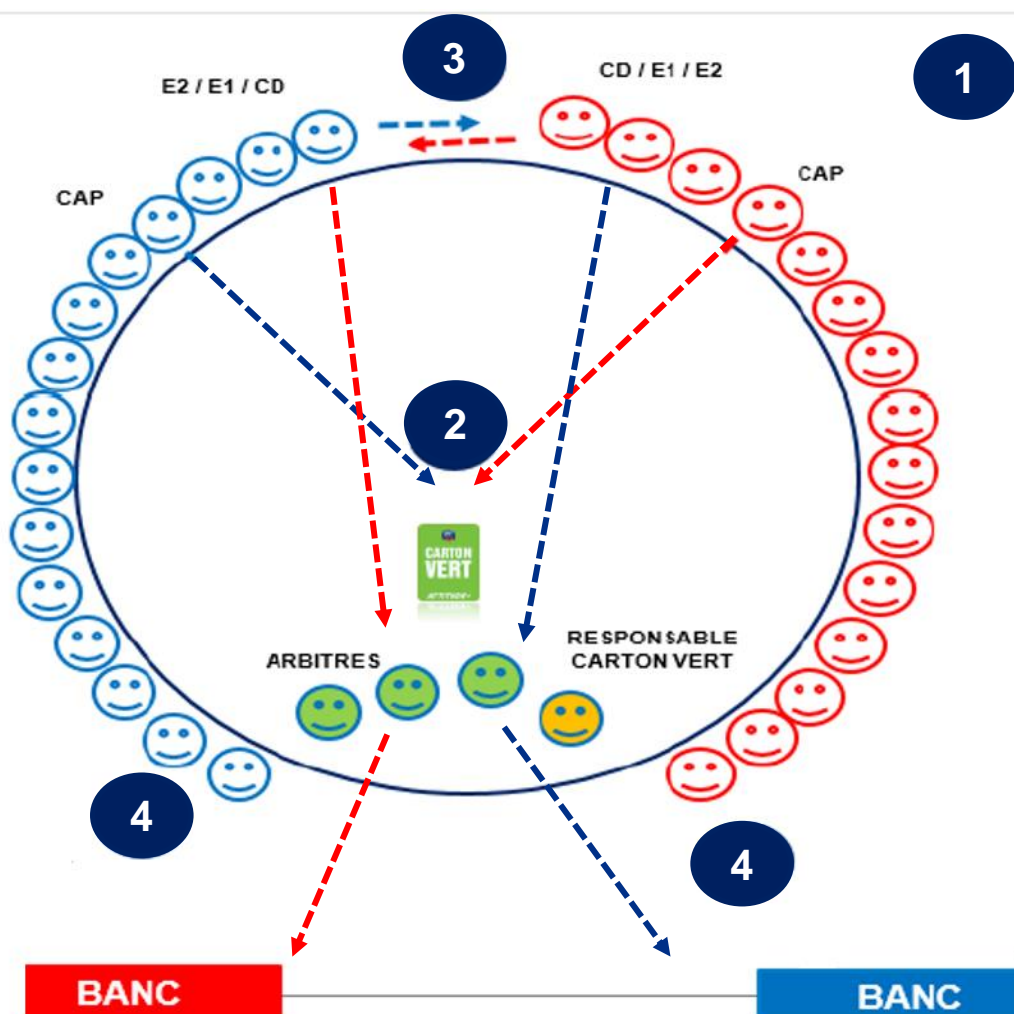 3
1
E2 / E1 / CD
CD / E1 / E2
CAP
CAP
2
CARTON
VERT
ARBITRES
RESPONSABLE
CARTON VERT
4
4
BANC
BANC